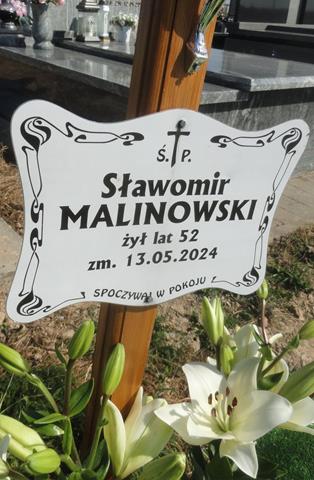 Ś. P.
Sławomir
MALINOWSKI
żył lat 52
zm. 13.05.2024
SPOCZYWAJ W POKOJU